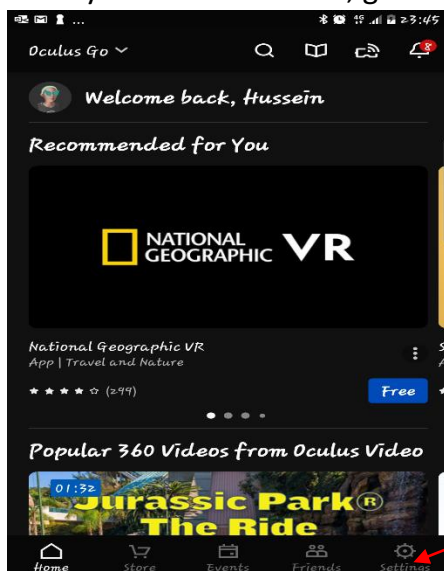 ... 4G 23:45
Oculus Go
8
Welcome back, Hussein
Recommended for You
NATIONAL
GEOGRAPHIC VR
National Geographic VR
App | Travel and Nature
(299)
Free
Popular 360 Videos from Oculus Video
01:32
Jurassic Park®
The Ride
Home Store Events Friends Settings